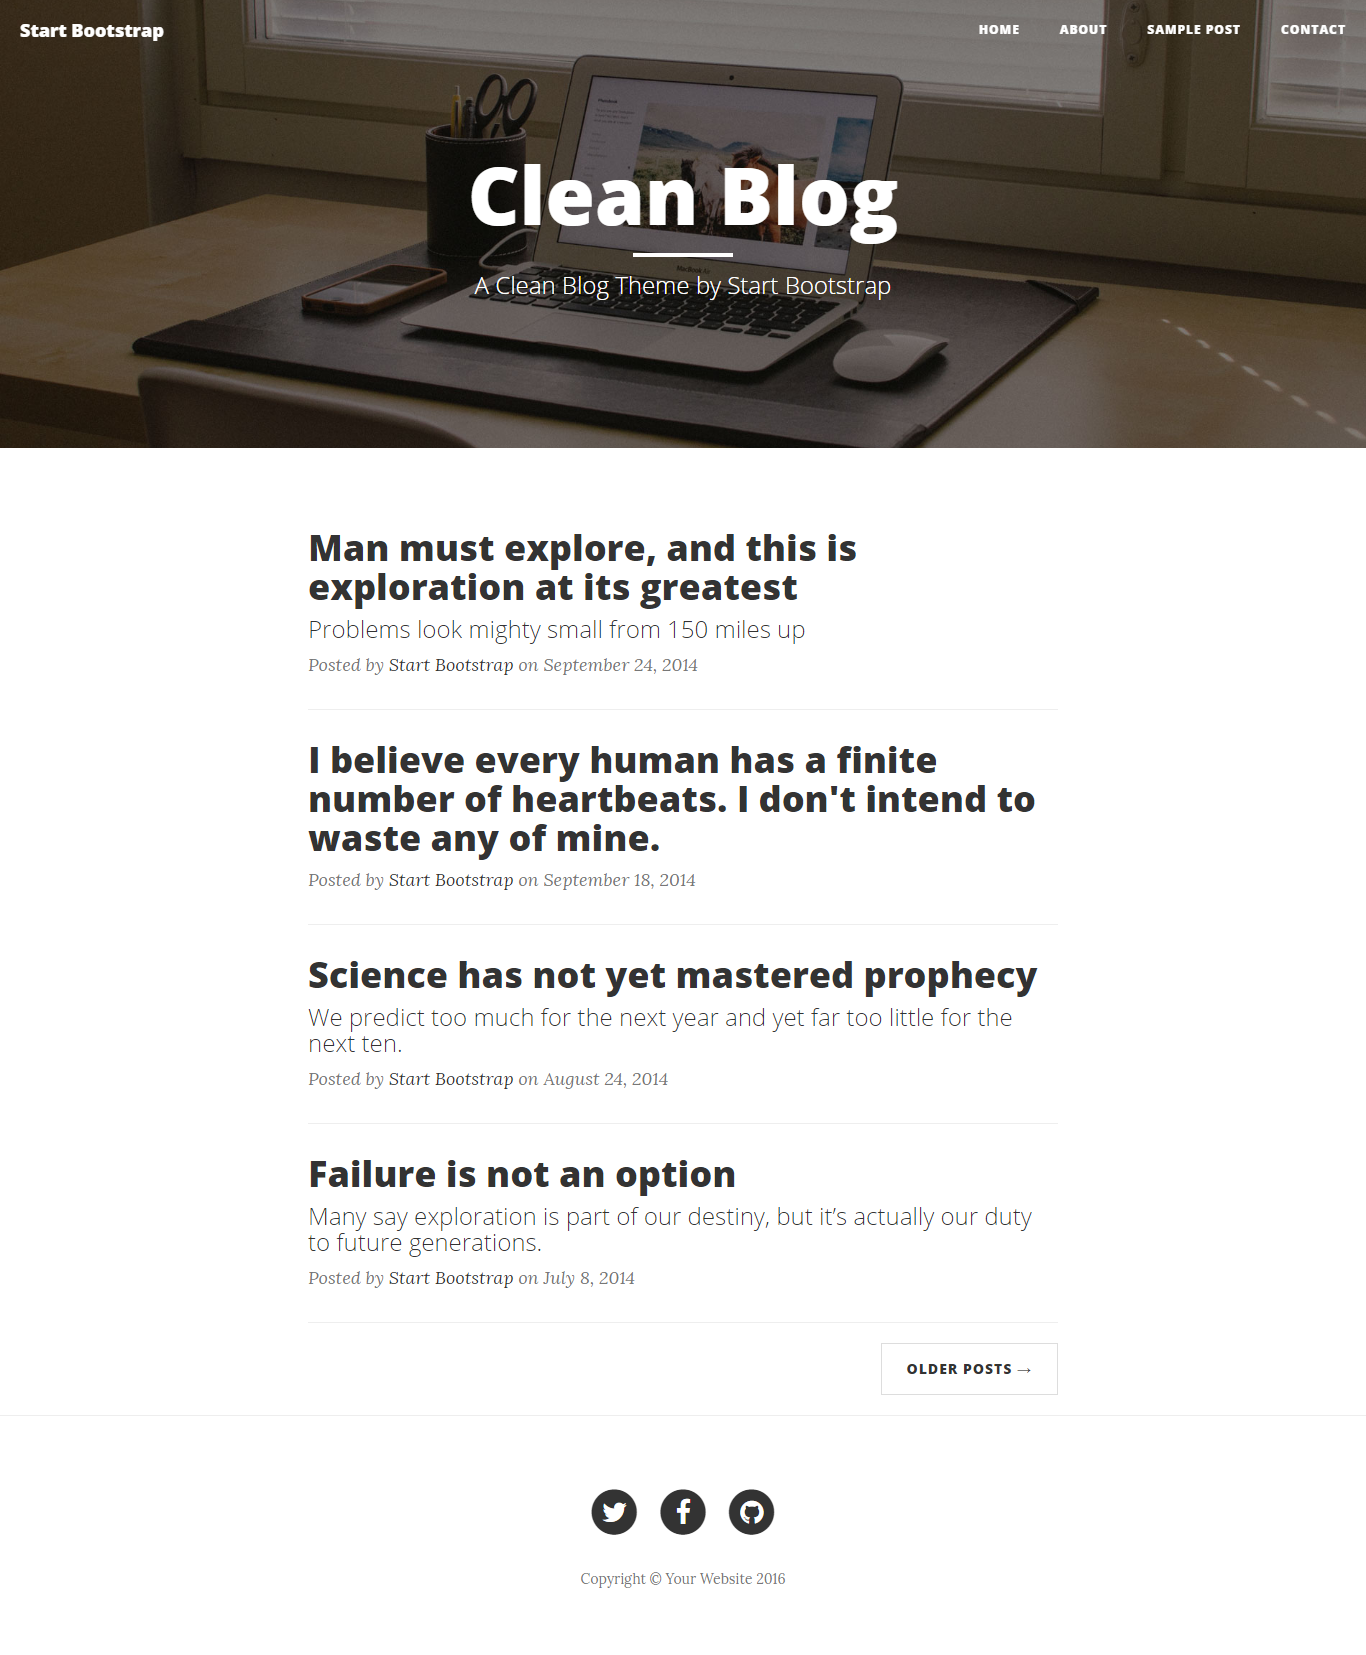 Start Bootstrap
HOME ABOUT SAMPLE POST CONTACT
Clean Blog
A Clean Blog Theme by Start Bootstrap
MacBook Air
Man must explore, and this is
exploration at its greatest
Problems look mighty small from 150 miles up
Posted by Start Bootstrap on September 24, 2014
I believe every human has a finite
number of heartbeats. I don't intend to
waste any of mine.
Posted by Start Bootstrap on September 18, 2014
Science has not yet mastered prophecy
We predict too much for the next year and yet far too little for the
next ten.
Posted by Start Bootstrap on August 24, 2014
Failure is not an option
Many say exploration is part of our destiny, but it’s actually our duty
to future generations.
Posted by Start Bootstrap on July 8, 2014
OLDER POSTS →
Copyright © Your Website 2016